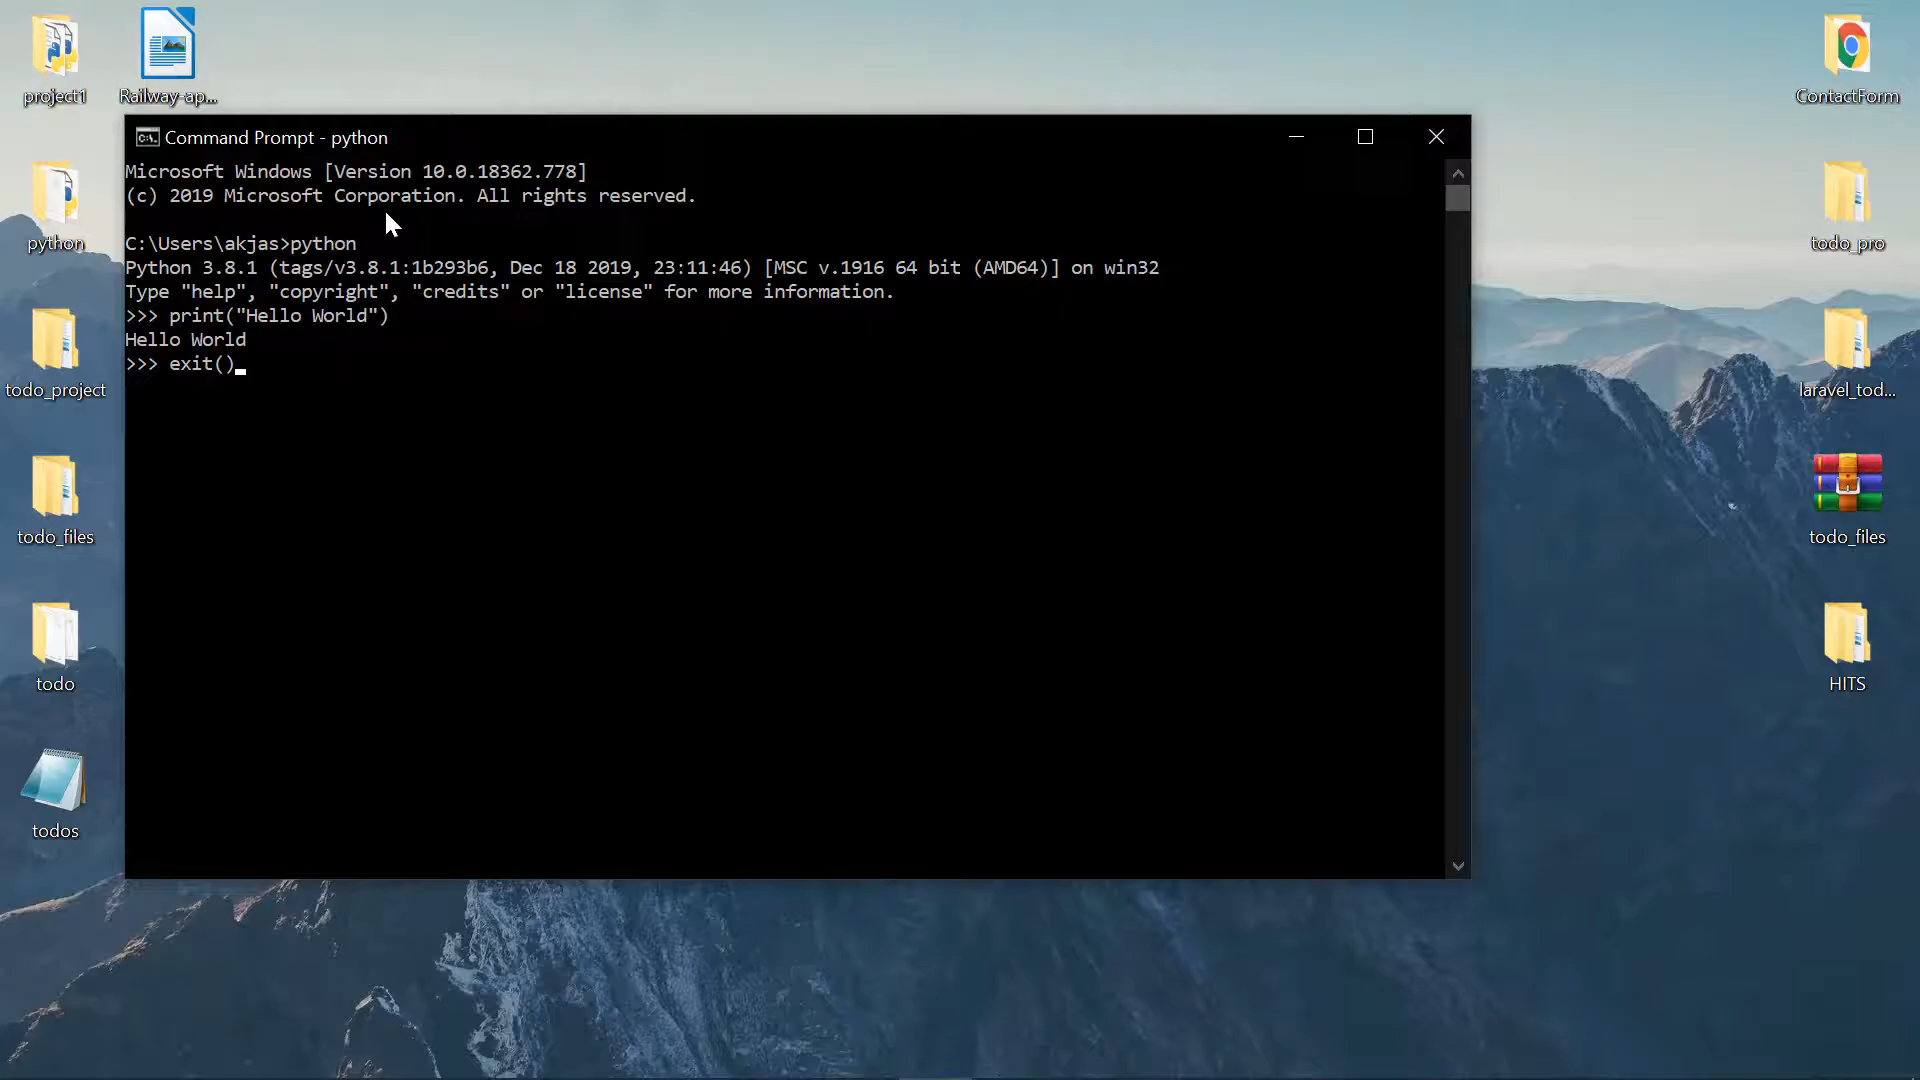 project1
Railway-ap...
ContactForm
Command Prompt - python
Microsoft Windows [Version 10.0.18362.778]
(c) 2019 Microsoft Corporation. All rights reserved.
C:\Users\akjas>python
Python 3.8.1 (tags/v3.8.1:1b293b6, Dec 18 2019, 23:11:46) [MSC v.1916 64 bit (AMD64)] on win32
Type "help", "copyright", "credits" or "license" for more information.
>>> print("Hello World")
Hello World
>>> exit()
python
todo_pro
todo_project
laravel_tod...
todo_files
todo_files
todo
HITS
todos